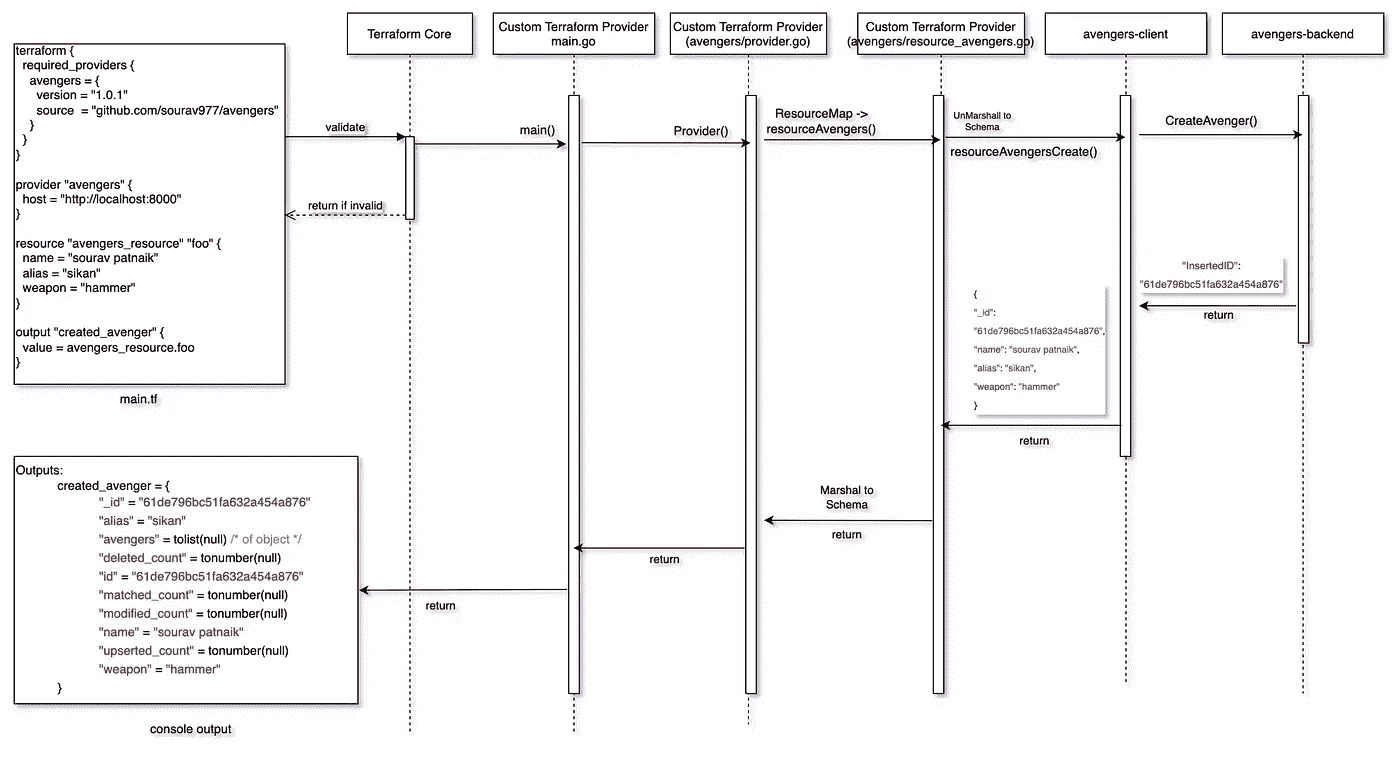 Terraform Core
Custom Terraform Provider
main.go
Custom Terraform Provider
(avengers/provider.go)
Custom Terraform Provider
(avengers/resource_avengers.go)
avengers-client
avengers-backend
terraform {
required_providers {
avengers = {
version = "1.0.1"
source = "github.com/sourav977/avengers"
}
}
}
provider "avengers" {
host = "http://localhost:8000"
}
resource "avengers_resource" "foo" {
name = "sourav patnaik"
alias = "sikan"
weapon = "hammer"
}
output "created_avenger" {
value = avengers_resource.foo
}
main.tf
validate
return if invalid
main()
Provider()
ResourceMap ->
resourceAvengers()
UnMarshall to
Schema
resourceAvengersCreate()
CreateAvenger()
"InsertedID":
"61de796bc51fa632a454a876"
return
{
"_id":
"61de796bc51fa632a454a876",
"name": "sourav patnaik",
"alias": "sikan",
"weapon": "hammer"
}
return
Marshal to
Schema
return
return
return
Outputs:
created_avenger = {
"_id" = "61de796bc51fa632a454a876"
"alias" = "sikan"
"avengers" = tolist(null) /* of object */
"deleted_count" = tonumber(null)
"id" = "61de796bc51fa632a454a876"
"matched_count" = tonumber(null)
"modified_count" = tonumber(null)
"name" = "sourav patnaik"
"upserted_count" = tonumber(null)
"weapon" = "hammer"
}
console output